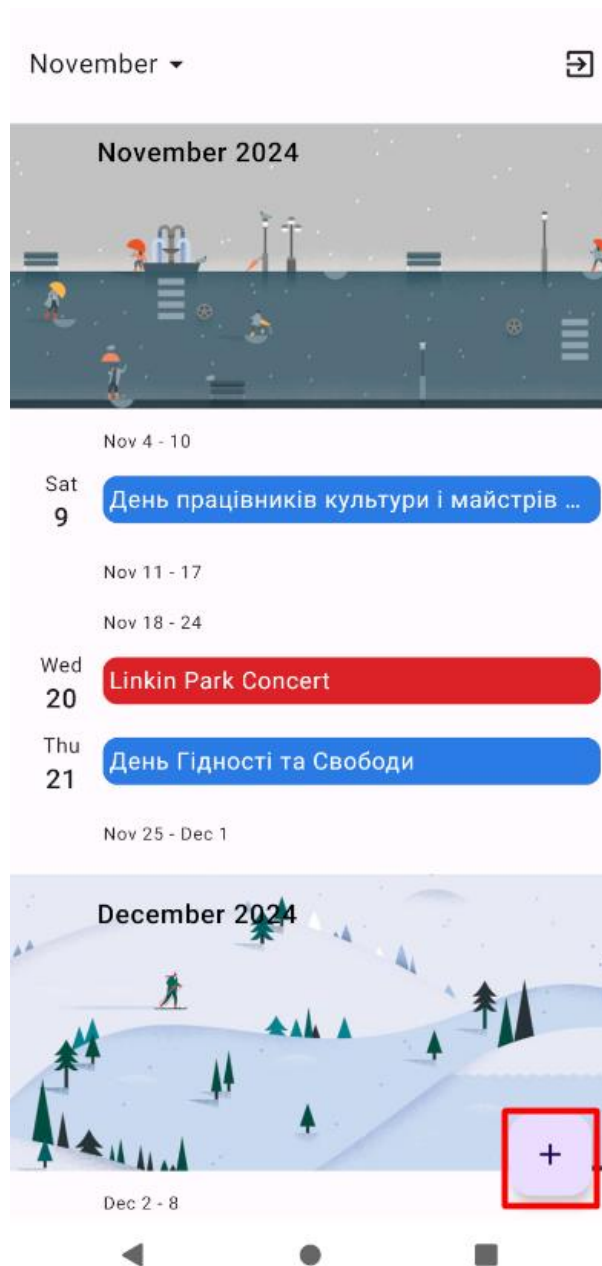 November
November 2024
Nov 4 - 10
Sat
9
День працівників культури і майстрів ...
Nov 11 - 17
Nov 18 - 24
Wed
20
Linkin Park Concert
Thu
21
День Гідності та Свободи
Nov 25 - Dec 1
December 2024
+
Dec 2 - 8